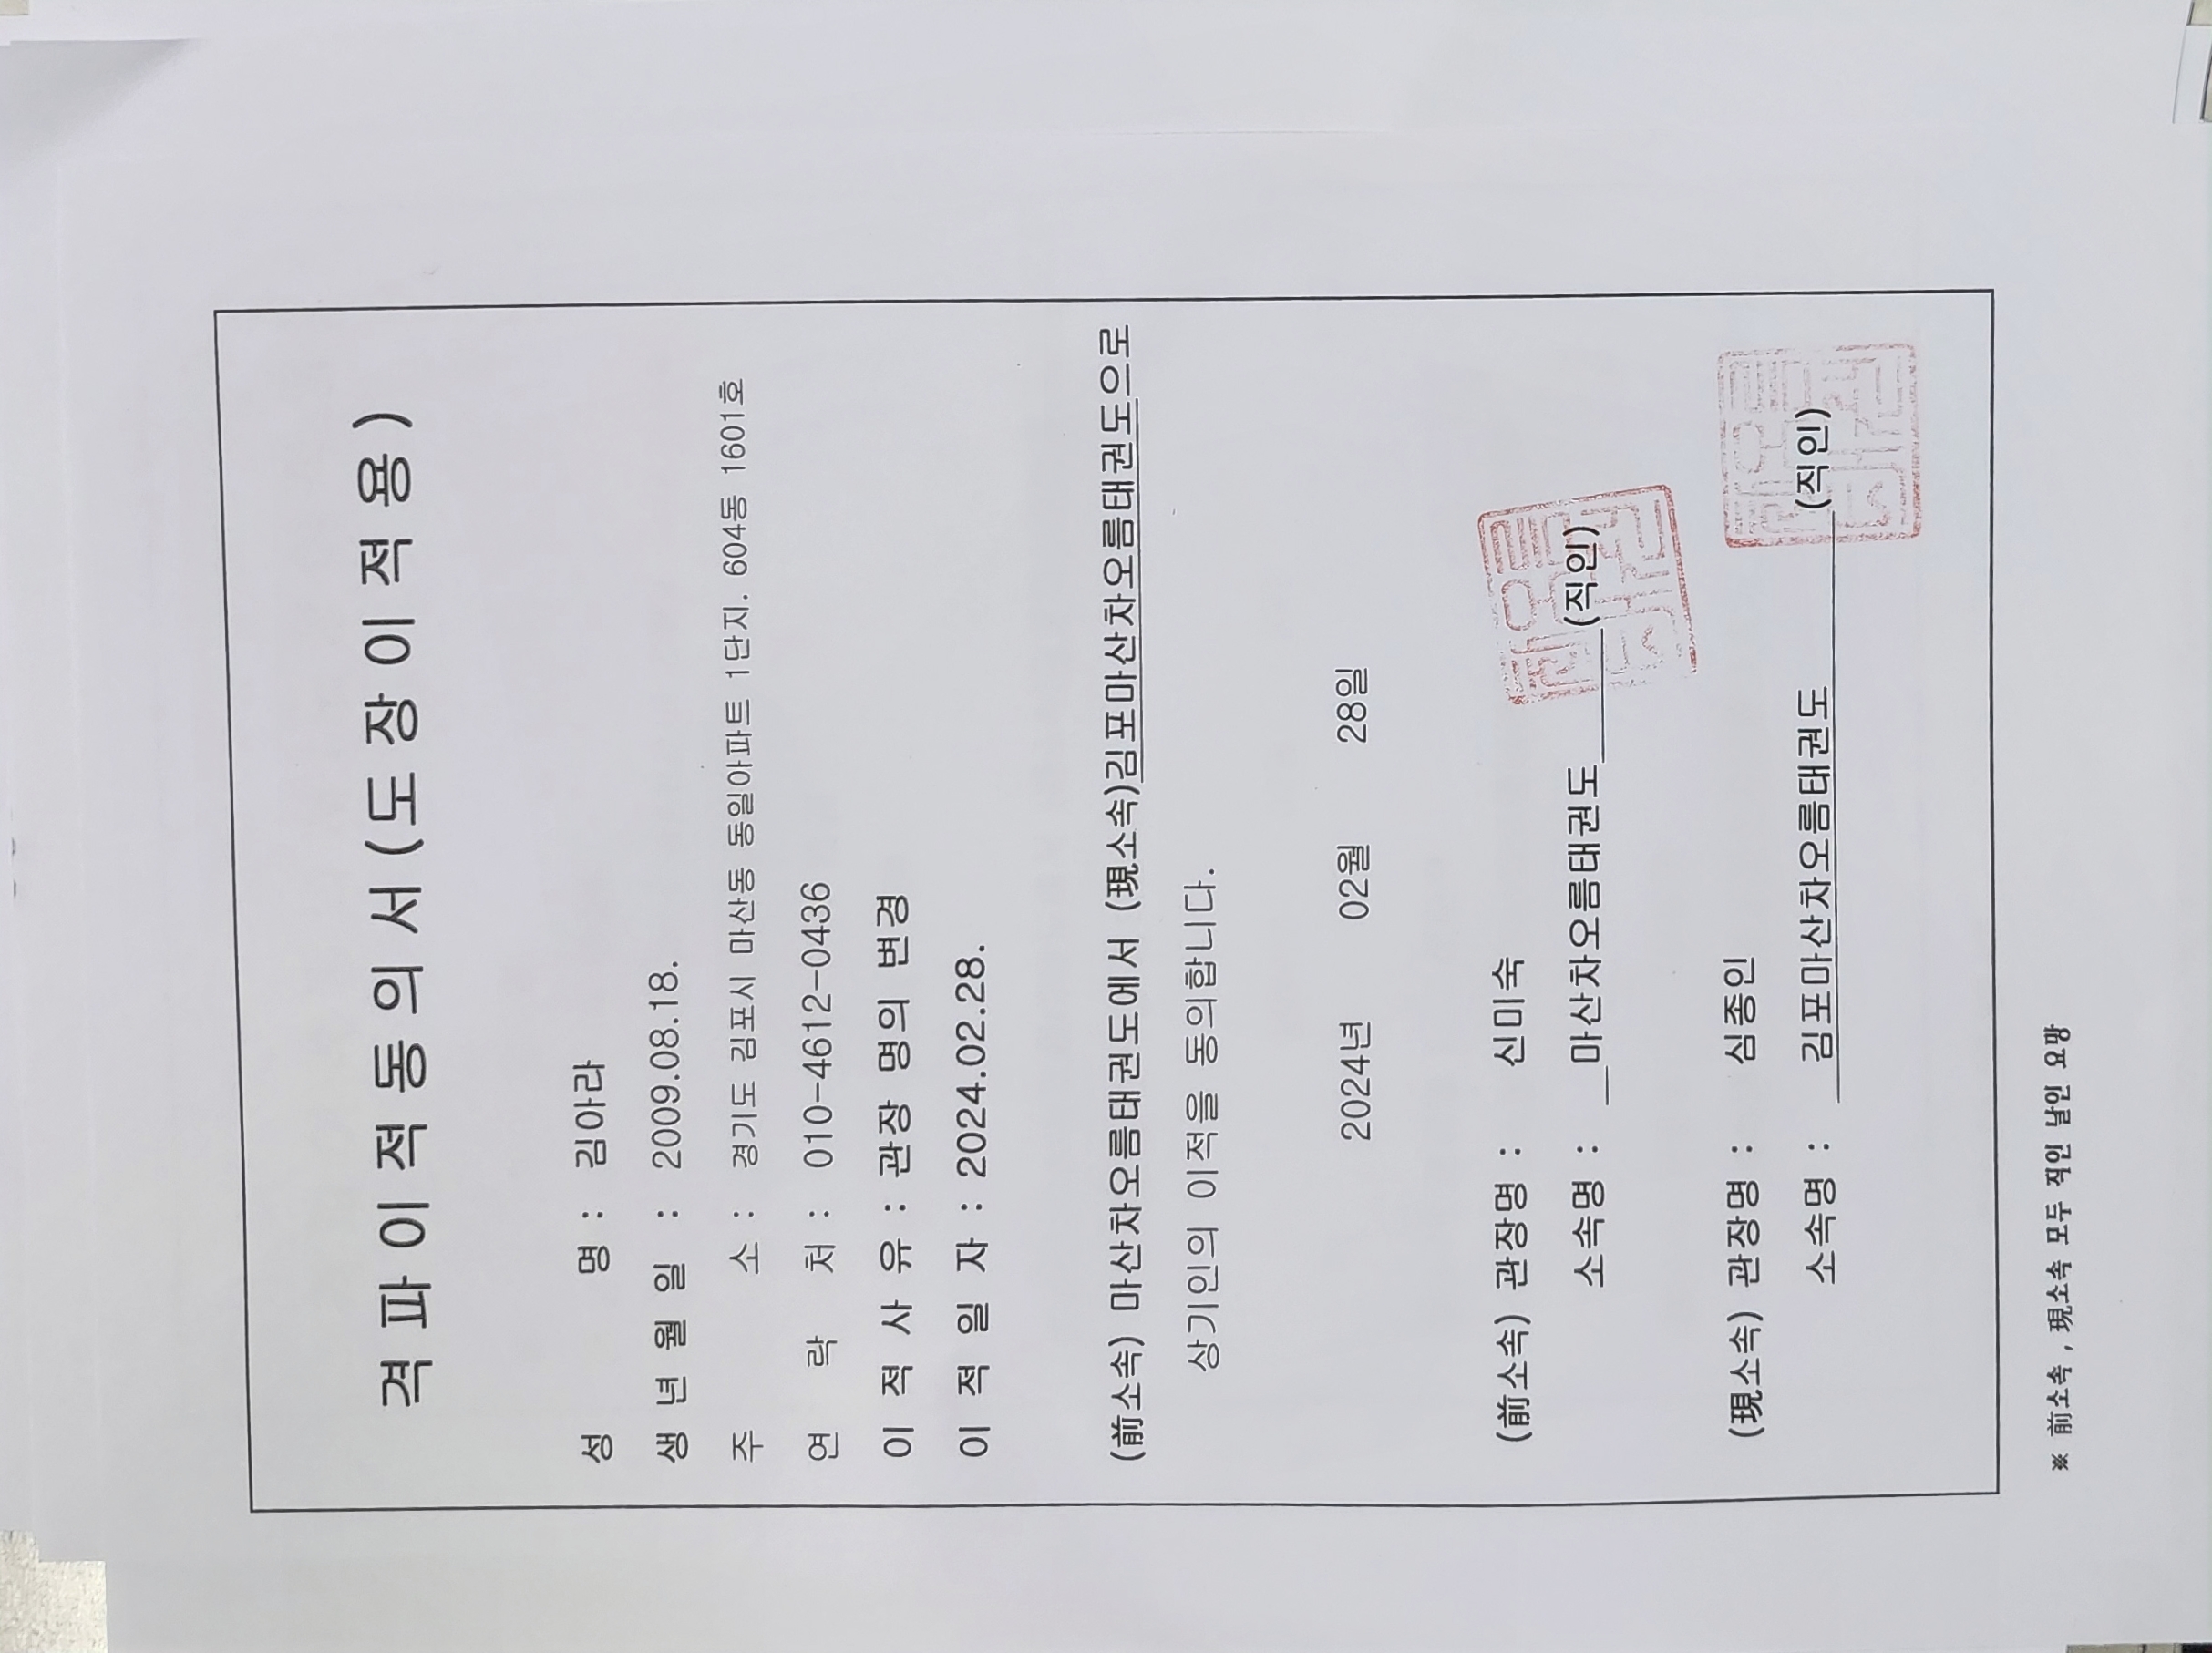 격 파 이 적 동 의 서 ( 도 장 이 적 용 )
성 명 : 김아라
생 년 월 일 : 2009.08.18.
주 소 : 경기도 김포시 마산동 동일아파트 1단지. 604동 1601호
연 락 처 : 010-4612-0436
이 적 사 유 : 관장 명의 변경
이 적 일 자 : 2024.02.28.
(前소속) 마산차오름태권도에서 (現소속)김포마산차오름태권도으로
상기인의 이적을 동의합니다.
2024년 02월 28일
(前소속) 관장명 : 신미숙
소속명 : 마산차오름태권도 (직인)
(現소속) 관장명 : 심종인
소속명 : 김포마산차오름태권도 (직인)
※ 前소속 , 現소속 모두 직인 날인 요망